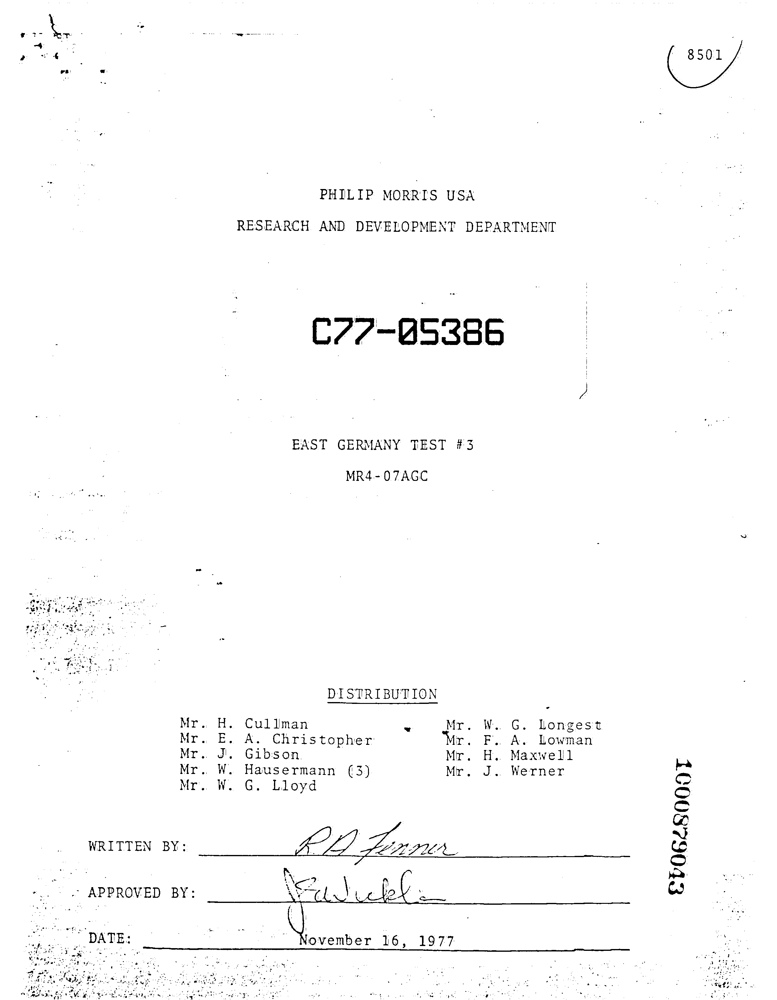 8501
PHILIP MORRIS USA
RESEARCH AND DEVELOPMENT DEPARTMENT
C77-05386
EAST GERMANY TEST #3
MR4-07AGC
DISTRIBUTION
Mr. H. Cullman
Mr. E. A. Christopher
Mr. J. Gibson
Mr. W. Hausermann (3)
Mr. W. G. Lloyd
Mr. W. G. Longest
Mr. F. A. Lowman
Mr. H. Maxwell
Mr. J. Werner
WRITTEN BY: R A Fenner
APPROVED BY:
DATE: November 16, 1977
1000879043